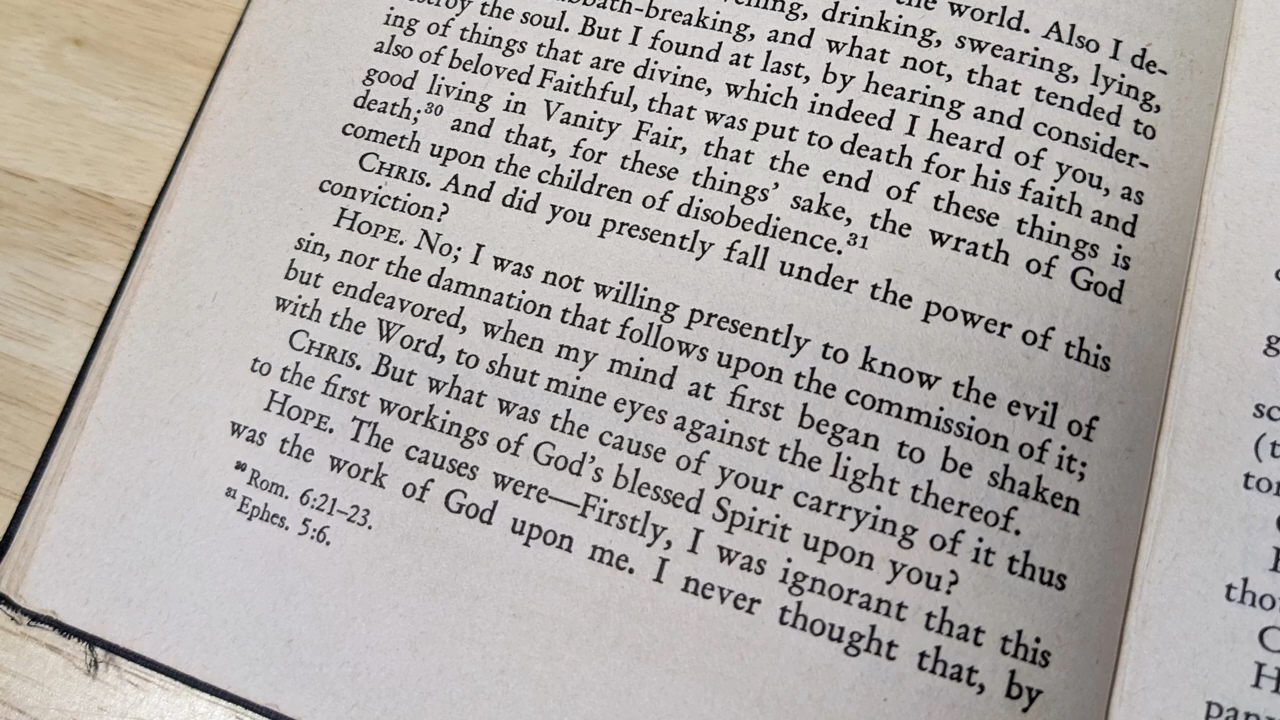 the world. Also I de-
drinking, swearing, lying,
-breaking, and what not, that tended to
the soul. But I found at last, by hearing and consider-
ing of things that are divine, which indeed I heard of you, as
also of beloved Faithful, that was put to death for his faith and
good living in Vanity Fair, that the end of these things is
death;³⁰ and that, for these things’ sake, the wrath of God
cometh upon the children of disobedience.³¹
CHRIS. And did you presently fall under the power of this
conviction?
HOPE. No; I was not willing presently to know the evil of
sin, nor the damnation that follows upon the commission of it;
but endeavored, when my mind at first began to be shaken
with the Word, to shut mine eyes against the light thereof.
CHRIS. But what was the cause of your carrying of it thus
to the first workings of God’s blessed Spirit upon you?
HOPE. The causes were—Firstly, I was ignorant that this
was the work of God upon me. I never thought that, by
³⁰ Rom. 6:21–23.
³¹ Ephes. 5:6.